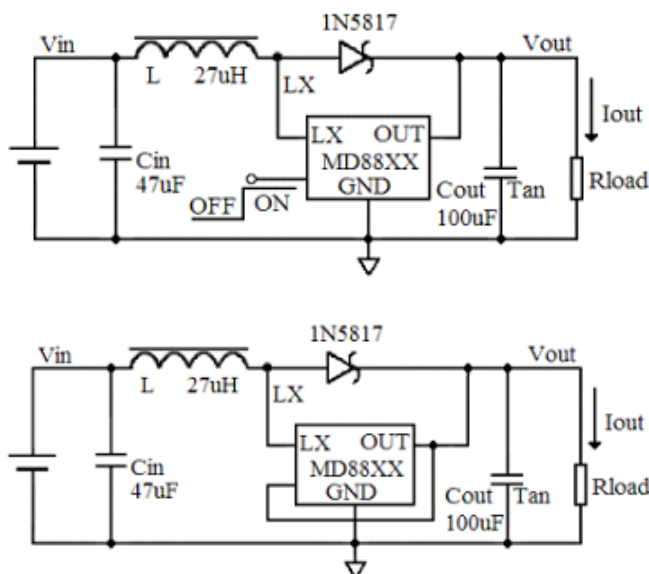 1N5817
Vin
Vout
L 27uH
LX
Iout
LX OUT
MD88XX
GND
Cin
47uF
OFF ON
Cout Tan
100uF
Rload
1N5817
Vin
Vout
L 27uH
LX
Iout
LX OUT
MD88XX
GND
Cin
47uF
Cout Tan
100uF
Rload